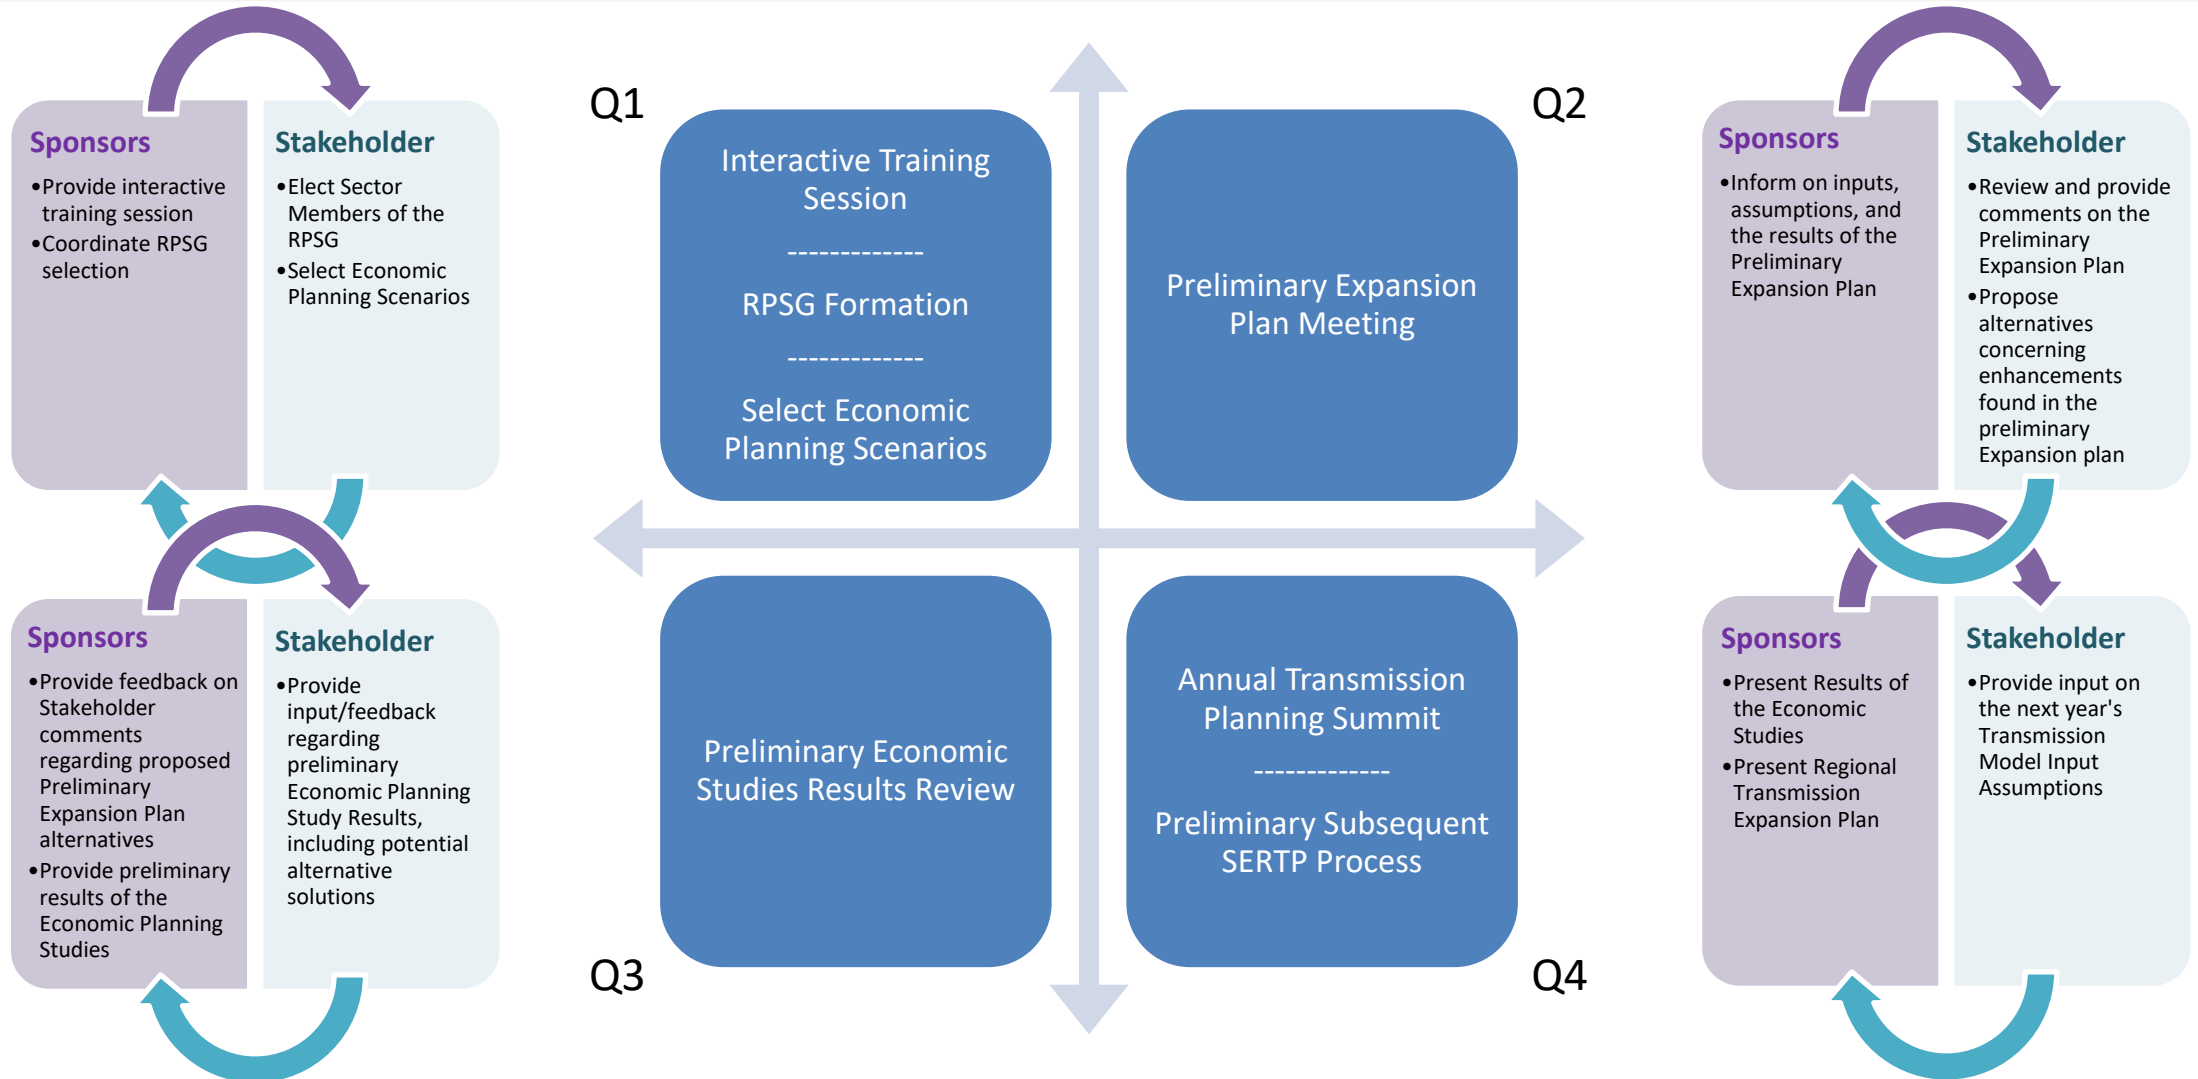 Q1
Sponsors
•Provide interactive
training session
•Coordinate RPSG
selection
Stakeholder
•Elect Sector
Members of the
RPSG
•Select Economic
Planning Scenarios
Interactive Training
Session
-------------
RPSG Formation
-------------
Select Economic
Planning Scenarios
Q2
Preliminary Expansion
Plan Meeting
Sponsors
•Inform on inputs,
assumptions, and
the results of the
Preliminary
Expansion Plan
Stakeholder
•Review and provide
comments on the
Preliminary
Expansion Plan
•Propose
alternatives
concerning
enhancements
found in the
preliminary
Expansion plan
Sponsors
•Provide feedback on
Stakeholder
comments
regarding proposed
Preliminary
Expansion Plan
alternatives
•Provide preliminary
results of the
Economic Planning
Studies
Stakeholder
•Provide
input/feedback
regarding
preliminary
Economic Planning
Study Results,
including potential
alternative
solutions
Preliminary Economic
Studies Results Review
Q3
Annual Transmission
Planning Summit
-------------
Preliminary Subsequent
SERTP Process
Q4
Sponsors
•Present Results of
the Economic
Studies
•Present Regional
Transmission
Expansion Plan
Stakeholder
•Provide input on
the next year's
Transmission
Model Input
Assumptions